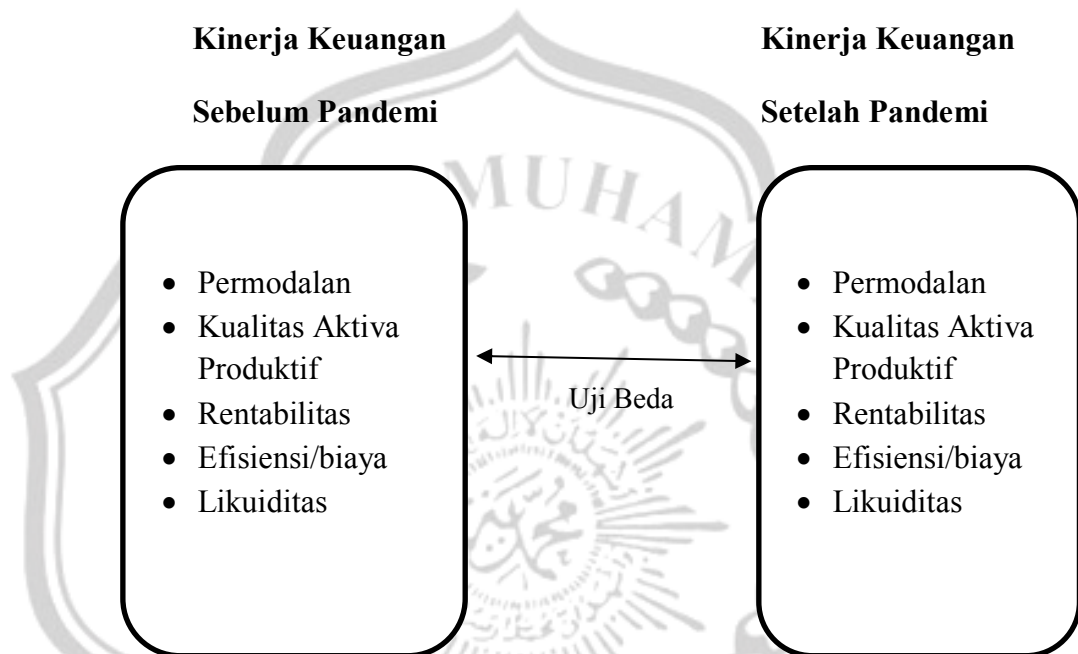 Kinerja Keuangan
Sebelum Pandemi
Kinerja Keuangan
Setelah Pandemi
• Permodalan
• Kualitas Aktiva
Produktif
• Rentabilitas
• Efisiensi/biaya
• Likuiditas
Uji Beda
• Permodalan
• Kualitas Aktiva
Produktif
• Rentabilitas
• Efisiensi/biaya
• Likuiditas
MUHAM